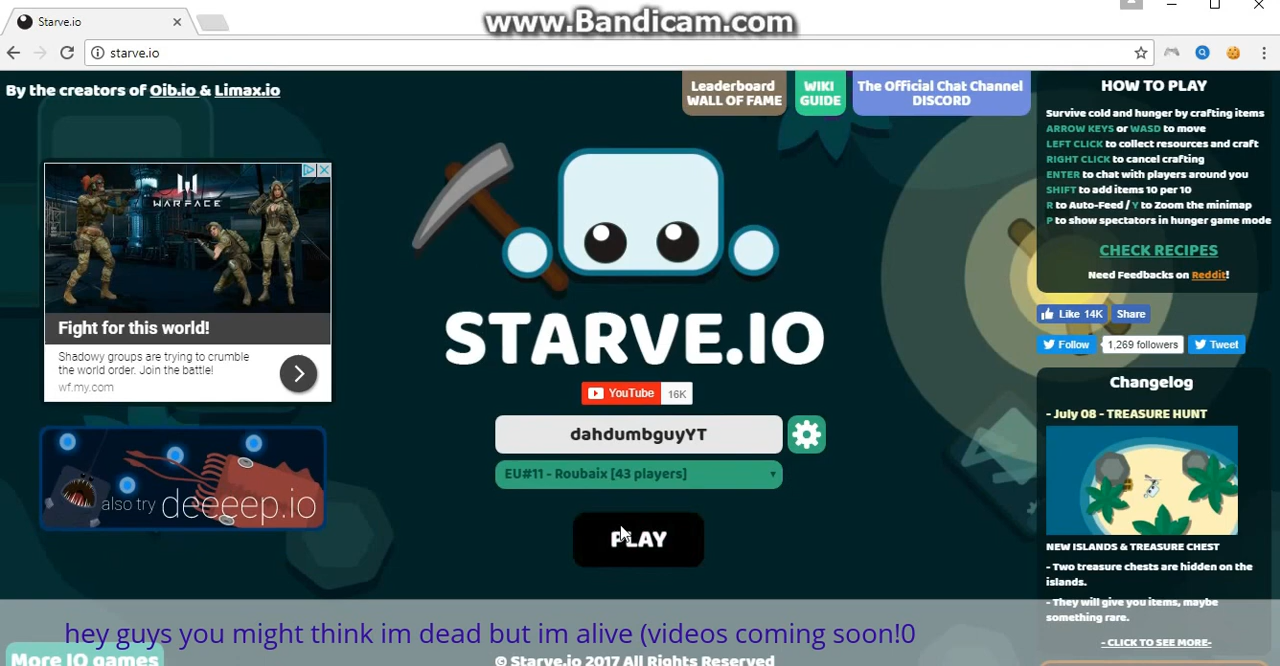 www.Bandicam.com
Starve.io
starve.io
By the creators of Oib.io & Limax.io
Leaderboard
WALL OF FAME
WIKI
GUIDE
The Official Chat Channel
DISCORD
WARFACE
Fight for this world!
Shadowy groups are trying to crumble
the world order. Join the battle!
wf.my.com
also try deeeep.io
STARVE.IO
YouTube 16K
dahdumbguyYT
EU#11 - Roubaix [43 players]
PLAY
HOW TO PLAY
Survive cold and hunger by crafting items
ARROW KEYS or WASD to move
LEFT CLICK to collect resources and craft
RIGHT CLICK to cancel crafting
ENTER to chat with players around you
SHIFT to add items 10 per 10
R to Auto-Feed / Y to Zoom the minimap
P to show spectators in hunger game mode
CHECK RECIPES
Need Feedbacks on Reddit!
Like 14K Share
Follow 1,269 followers Tweet
Changelog
- July 08 - TREASURE HUNT
NEW ISLANDS & TREASURE CHEST
- Two treasure chests are hidden on the
islands.
- They will give you items, maybe
something rare.
- CLICK TO SEE MORE-
hey guys you might think im dead but im alive (videos coming soon!0
More IO games
© Starve.io 2017 All Rights Reserved